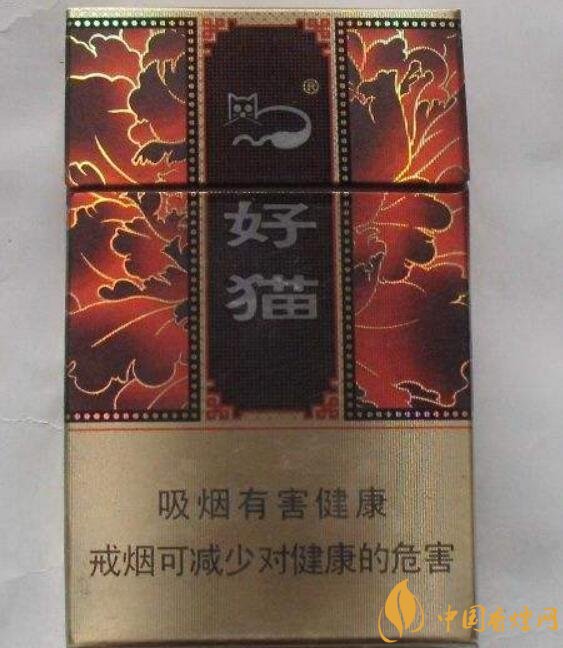 ®
好
猫
吸烟有害健康
戒烟可减少对健康的危害
中国香烟网